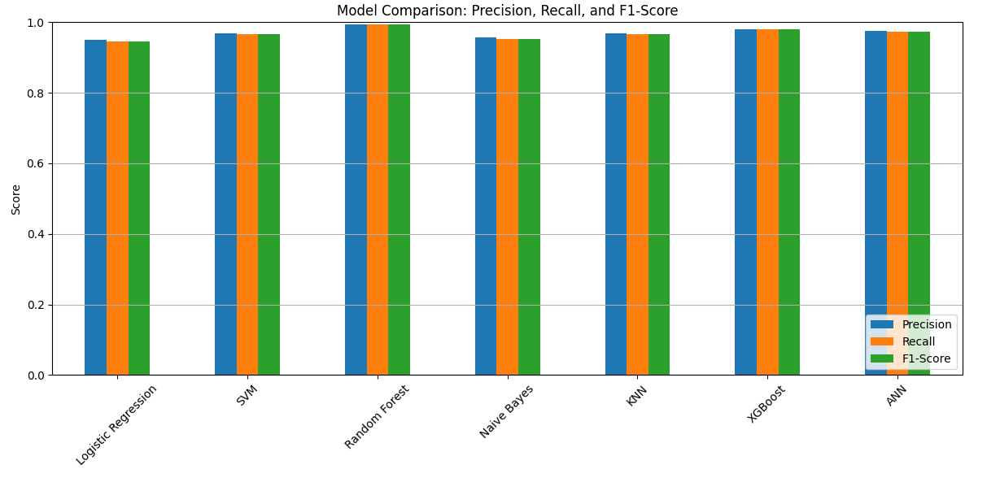 Model Comparison: Precision, Recall, and F1-Score
Score
1.0
0.8
0.6
0.4
0.2
0.0
Precision
Recall
F1-Score
Logistic Regression
SVM
Random Forest
Naive Bayes
KNN
XGBoost
ANN